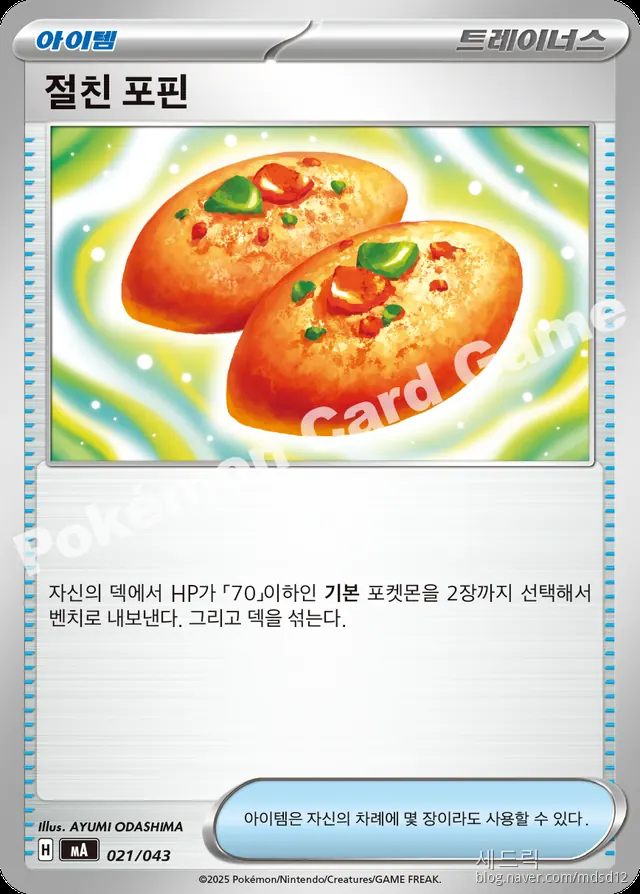 아이템 트레이너스
절친 포핀
Pokémon Card Game
자신의 덱에서 HP가 「70」이하인 기본 포켓몬을 2장까지 선택해서
벤치로 내보낸다. 그리고 덱을 섞는다.
아이템은 자신의 차례에 몇 장이라도 사용할 수 있다.
Illus. AYUMI ODASHIMA
H mA 021/043
세드릭
blog.naver.com/mdsd12
©2025 Pokémon/Nintendo/Creatures/GAME FREAK.